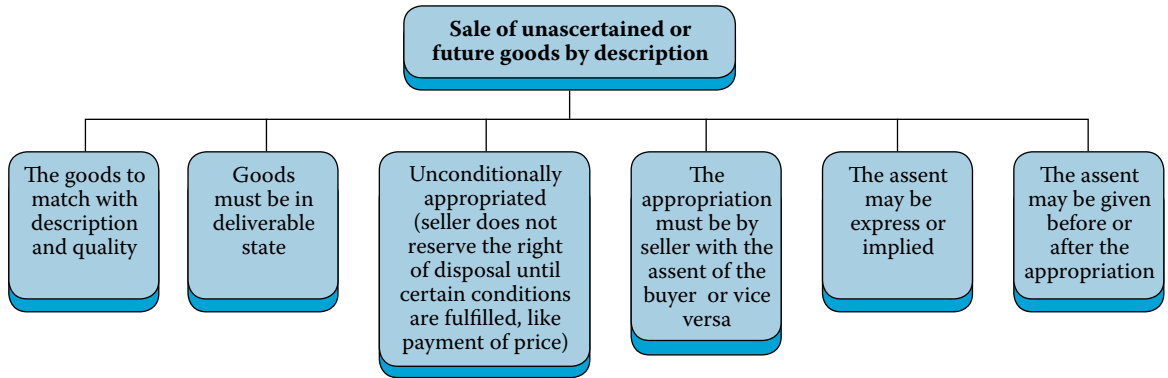 Sale of unascertained or
future goods by description
The goods to
match with
description
and quality
Goods
must be in
deliverable
state
Unconditionally
appropriated
(seller does not
reserve the right
of disposal until
certain conditions
are fulfilled, like
payment of price)
The
appropriation
must be by
seller with the
assent of the
buyer or vice
versa
The assent
may be
express or
implied
The assent
may be given
before or
after the
appropriation